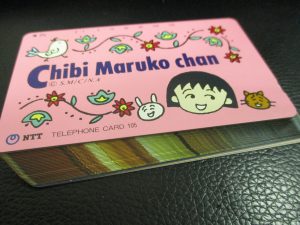 Chibi Maruko chan
© S.M/C.N.A
NTT TELEPHONE CARD 105